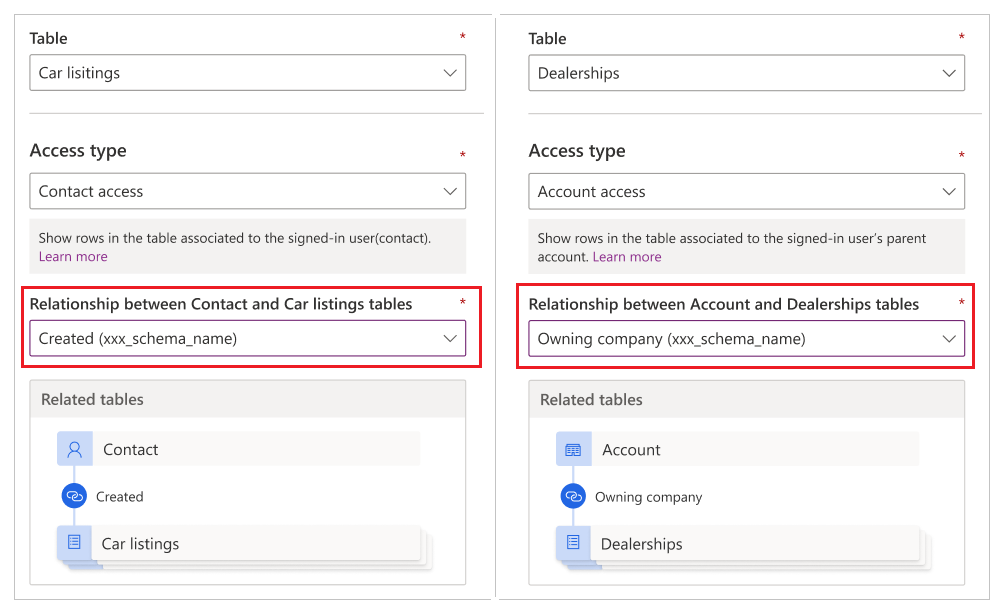 Table *
Car lisitings
Access type *
Contact access
Show rows in the table associated to the signed-in user(contact).
Learn more
Relationship between Contact and Car listings tables *
Created (xxx_schema_name)
Related tables
Contact
Created
Car listings
Table *
Dealerships
Access type *
Account access
Show rows in the table associated to the signed-in user's parent
account. Learn more
Relationship between Account and Dealerships tables *
Owning company (xxx_schema_name)
Related tables
Account
Owning company
Dealerships